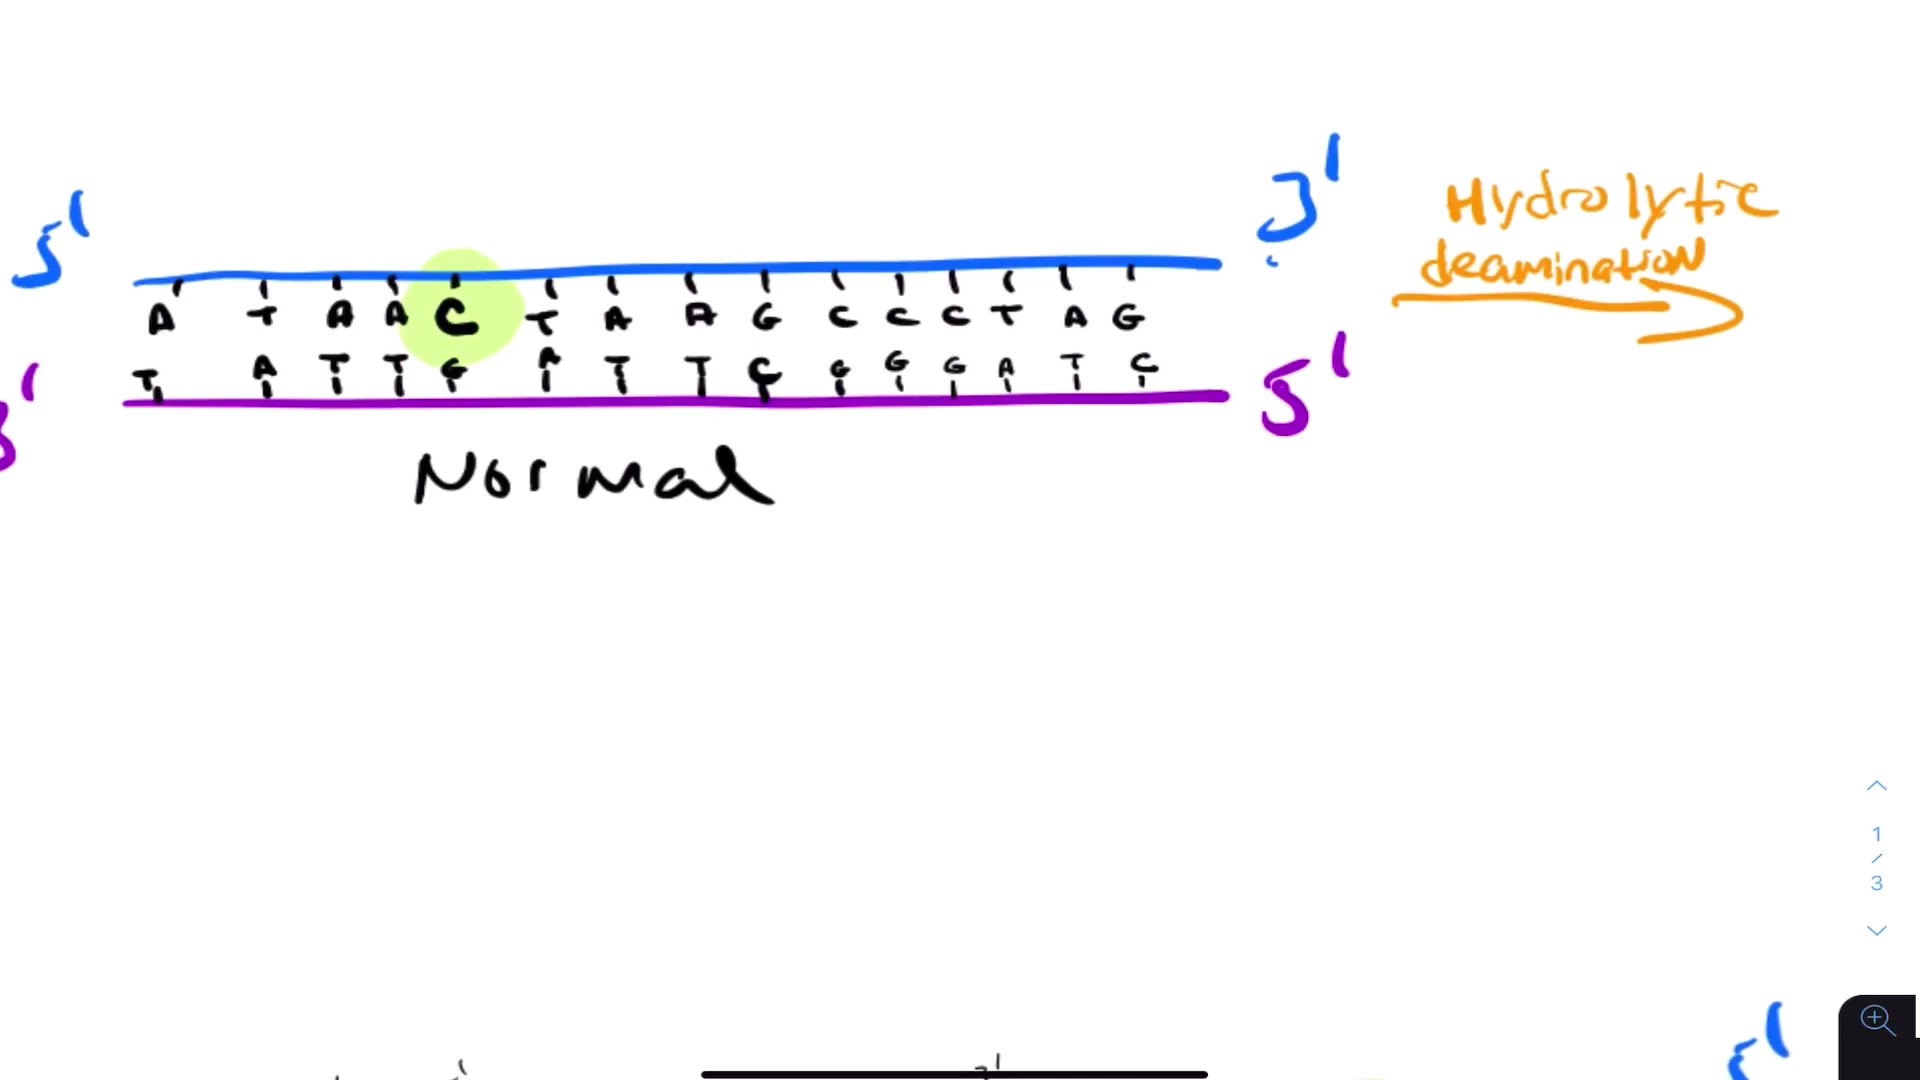 5' 3'
Hydrolytic
deamination
A T A A C T A A G C C C T A G
T A T T G A T T C G G G A T C
3' 5'
Normal
1
/
3
5'